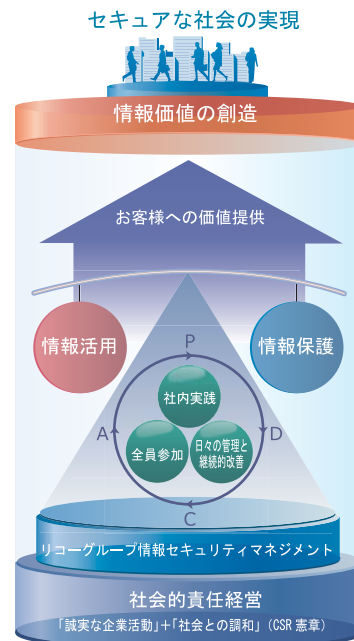 セキュアな社会の実現
情報価値の創造
お客様への価値提供
情報活用
情報保護
P
社内実践
A
D
全員参加
日々の管理と
継続的改善
C
リコーグループ情報セキュリティマネジメント
社会的責任経営
「誠実な企業活動」+「社会との調和」（CSR 憲章）